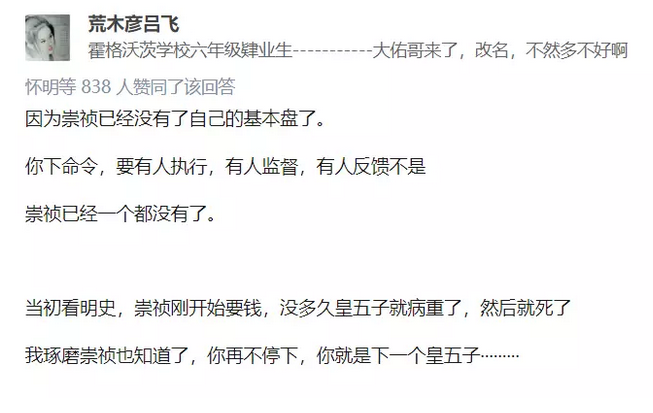 荒木彦吕飞
霍格沃茨学校六年级肄业生-----------大佑哥来了，改名，不然多不好啊
怀明等 838 人赞同了该回答
因为崇祯已经没有了自己的基本盘了。
你下命令，要有人执行，有人监督，有人反馈不是
崇祯已经一个都没有了。
当初看明史，崇祯刚开始要钱，没多久皇五子就病重了，然后就死了
我琢磨崇祯也知道了，你再不停下，你就是下一个皇五子·········